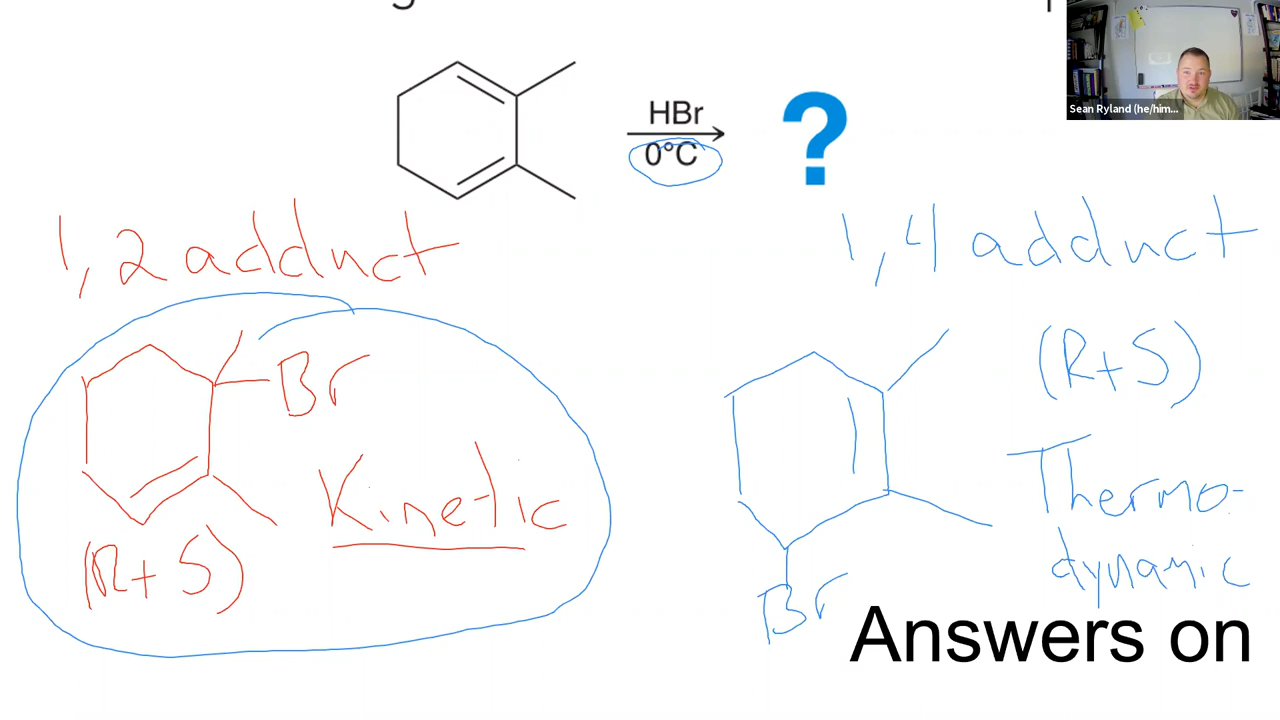 Sean Ryland (he/him...
HBr
0°C
?
1,2 adduct
1,4 adduct
Br
(R+S)
Kinetic
(R+S)
Thermo-
dynamic
Br
Answers on